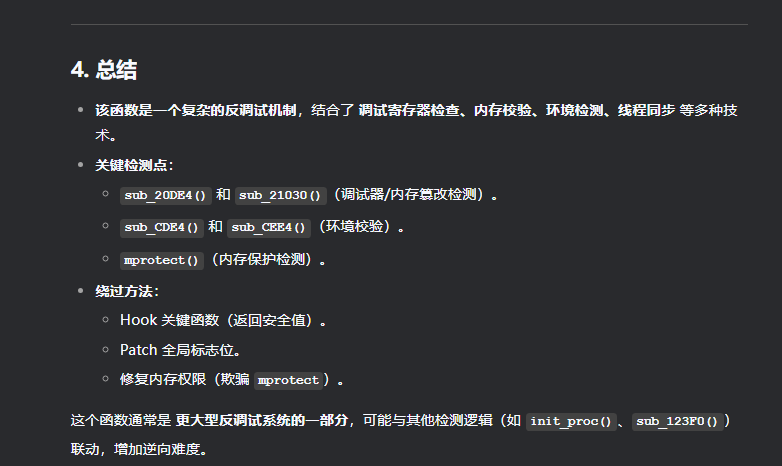 4. 总结
该函数是一个复杂的反调试机制，结合了 调试寄存器检查、内存校验、环境检测、线程同步 等多种技
术。
关键检测点：
sub_20DE4() 和 sub_21030()（调试器/内存篡改检测）。
sub_CDE4() 和 sub_CEE4()（环境校验）。
mprotect()（内存保护检测）。
绕过方法：
Hook 关键函数（返回安全值）。
Patch 全局标志位。
修复内存权限（欺骗 mprotect）。
这个函数通常是 更大型反调试系统的一部分，可能与其他检测逻辑（如 init_proc()、sub_123F0()）
联动，增加逆向难度。